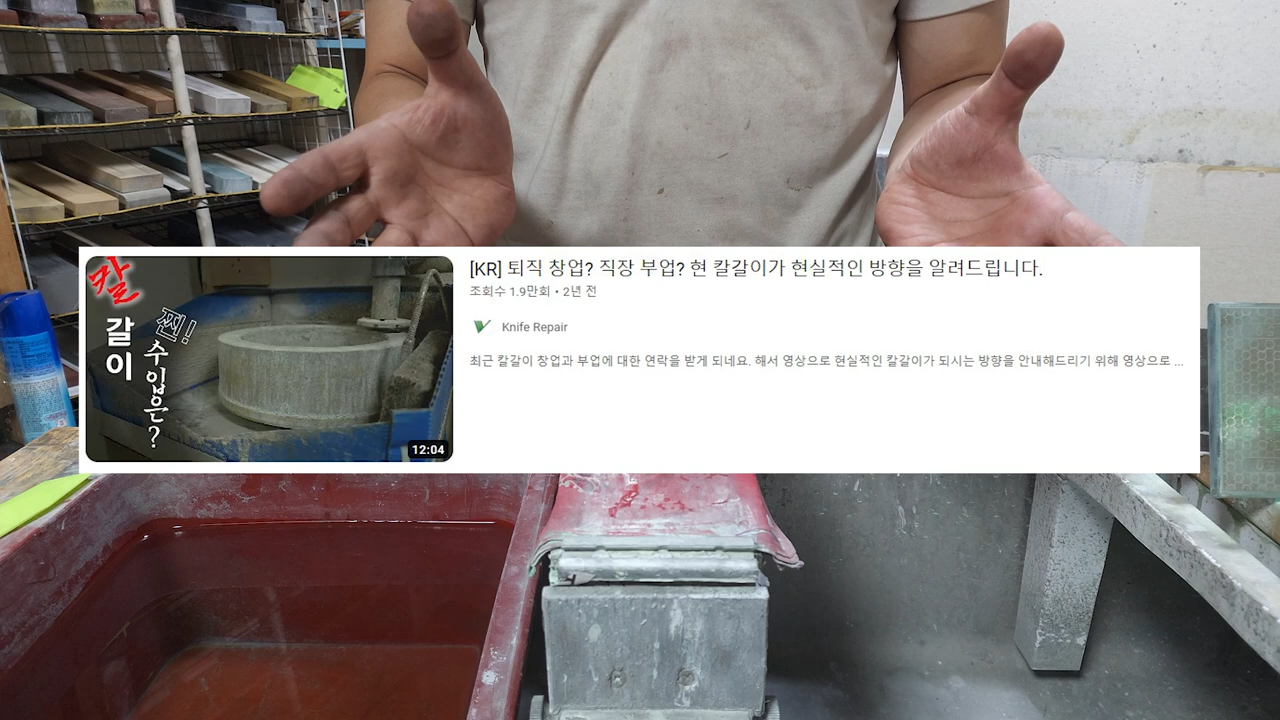 [KR] 퇴직 창업? 직장 부업? 현 칼갈이가 현실적인 방향을 알려드립니다.
조회수 1.9만회 • 2년 전
Knife Repair
최근 칼갈이 창업과 부업에 대한 연락을 받게 되네요. 해서 영상으로 현실적인 칼갈이가 되시는 방향을 안내해드리기 위해 영상으로 ...
칼
갈이
찐!
수입은?
12:04